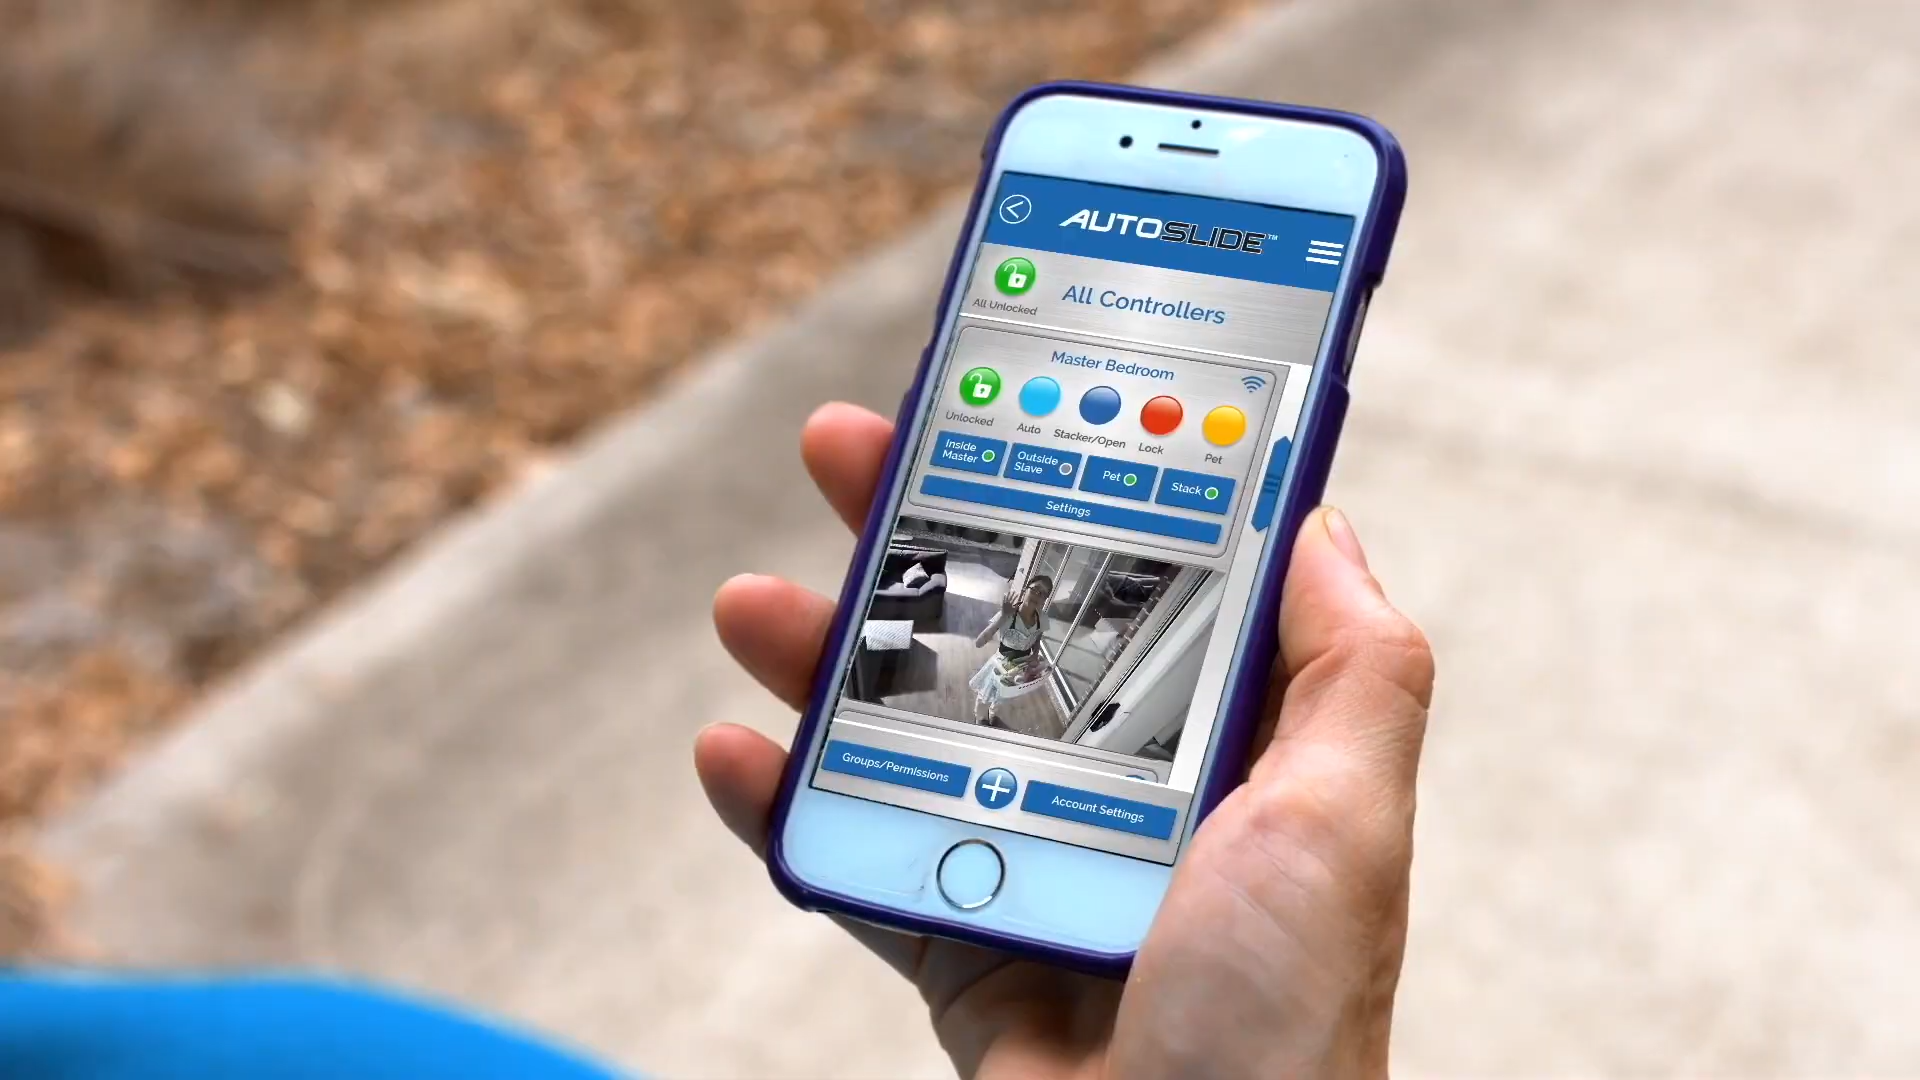 AUTOSLIDE™
All Unlocked
All Controllers
Master Bedroom
Unlocked
Auto
Stacker/Open
Lock
Pet
Inside
Master
Outside
Slave
Pet
Stack
Settings
Groups/Permissions
Account Settings